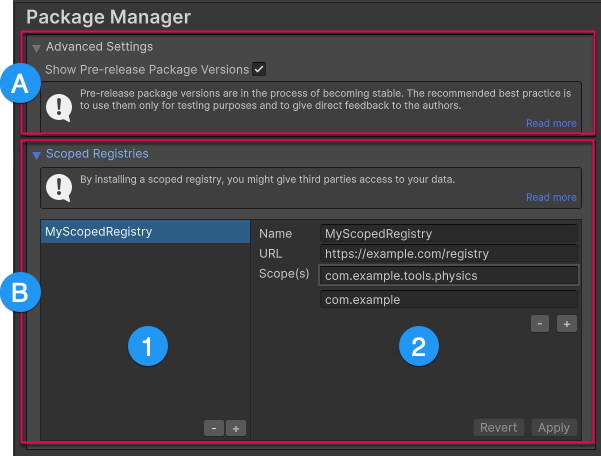 Package Manager
Advanced Settings
Show Pre-release Package Versions
A
Pre-release package versions are in the process of becoming stable. The recommended best practice is
to use them only for testing purposes and to give direct feedback to the authors.
Read more
Scoped Registries
By installing a scoped registry, you might give third parties access to your data.
Read more
B
MyScopedRegistry
Name MyScopedRegistry
URL https://example.com/registry
Scope(s) com.example.tools.physics
com.example
- +
1
2
- +
Revert Apply